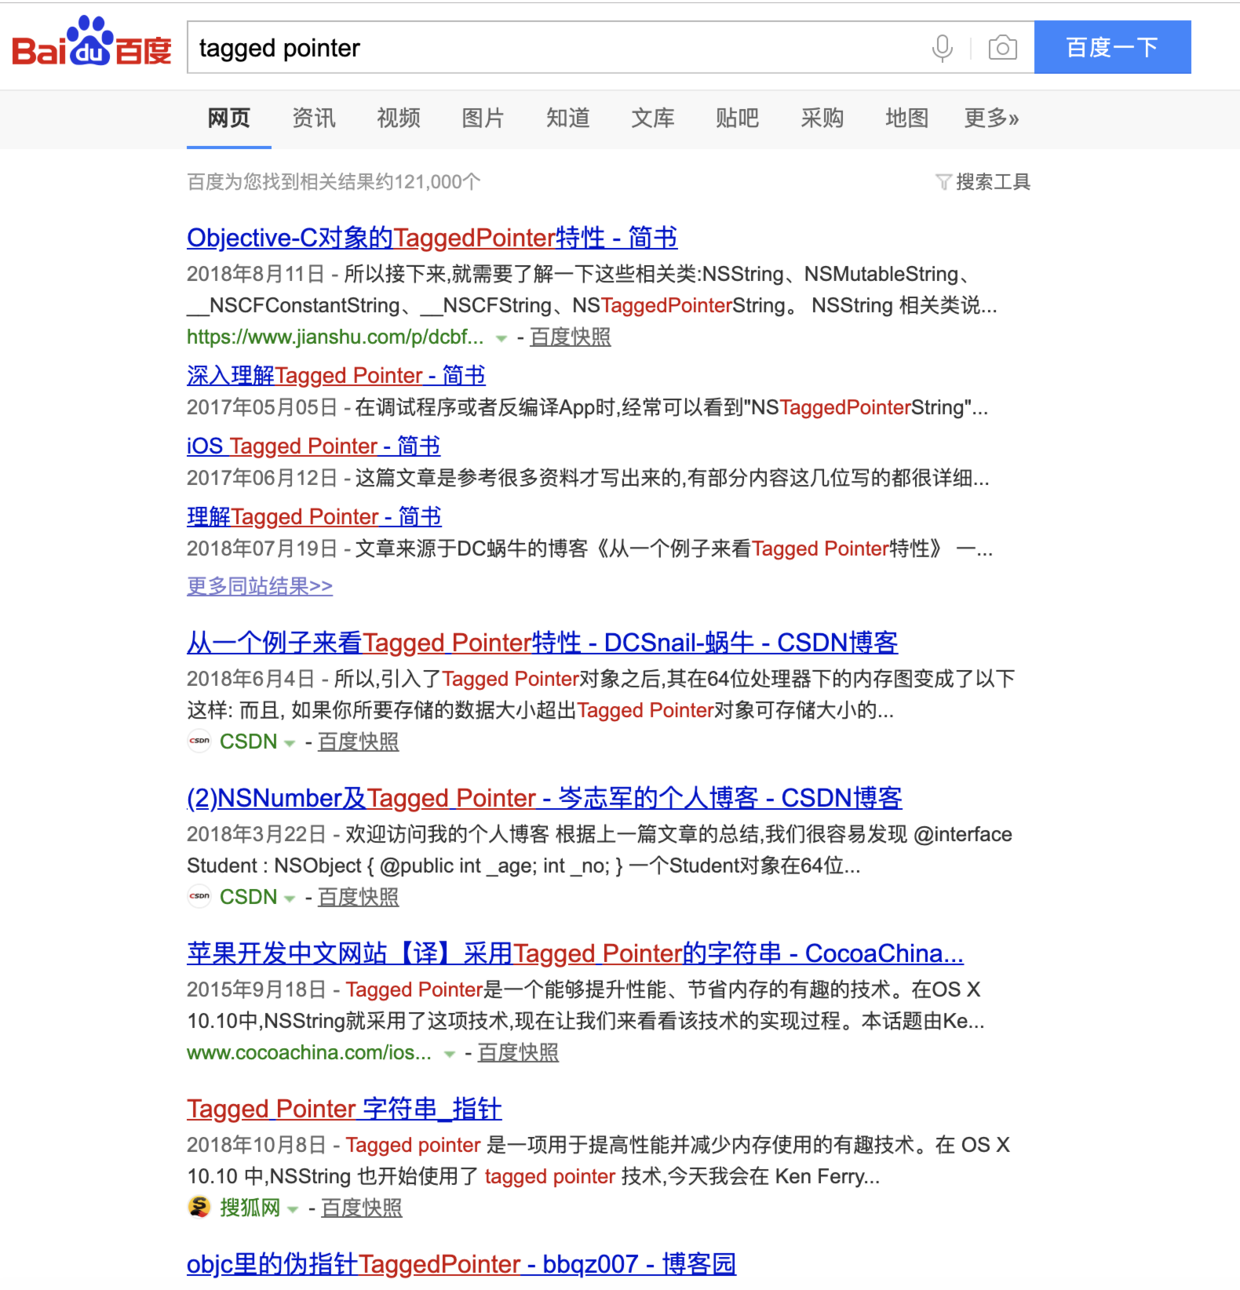 Bai du 百度
tagged pointer
百度一下
网页 资讯 视频 图片 知道 文库 贴吧 采购 地图 更多»
百度为您找到相关结果约121,000个
搜索工具
Objective-C对象的TaggedPointer特性 - 简书
2018年8月11日 - 所以接下来,就需要了解一下这些相关类:NSString、NSMutableString、
__NSCFConstantString、__NSCFString、NSTaggedPointerString。 NSString 相关类说...
https://www.jianshu.com/p/dcbf... - 百度快照
深入理解Tagged Pointer - 简书
2017年05月05日 - 在调试程序或者反编译App时,经常可以看到"NSTaggedPointerString"...
iOS Tagged Pointer - 简书
2017年06月12日 - 这篇文章是参考很多资料才写出来的,有部分内容这几位写的都很详细...
理解Tagged Pointer - 简书
2018年07月19日 - 文章来源于DC蜗牛的博客《从一个例子来看Tagged Pointer特性》 一...
更多同站结果>>
从一个例子来看Tagged Pointer特性 - DCSnail-蜗牛 - CSDN博客
2018年6月4日 - 所以,引入了Tagged Pointer对象之后,其在64位处理器下的内存图变成了以下
这样: 而且, 如果你所要存储的数据大小超出Tagged Pointer对象可存储大小的...
CSDN CSDN - 百度快照
(2)NSNumber及Tagged Pointer - 岑志军的个人博客 - CSDN博客
2018年3月22日 - 欢迎访问我的个人博客 根据上一篇文章的总结,我们很容易发现 @interface
Student : NSObject { @public int _age; int _no; } 一个Student对象在64位...
CSDN CSDN - 百度快照
苹果开发中文网站【译】采用Tagged Pointer的字符串 - CocoaChina...
2015年9月18日 - Tagged Pointer是一个能够提升性能、节省内存的有趣的技术。在OS X
10.10中,NSString就采用了这项技术,现在让我们来看看该技术的实现过程。本话题由Ke...
www.cocoachina.com/ios... - 百度快照
Tagged Pointer 字符串_指针
2018年10月8日 - Tagged pointer 是一项用于提高性能并减少内存使用的有趣技术。在 OS X
10.10 中,NSString 也开始使用了 tagged pointer 技术,今天我会在 Ken Ferry...
搜狐网 - 百度快照
objc里的伪指针TaggedPointer - bbqz007 - 博客园